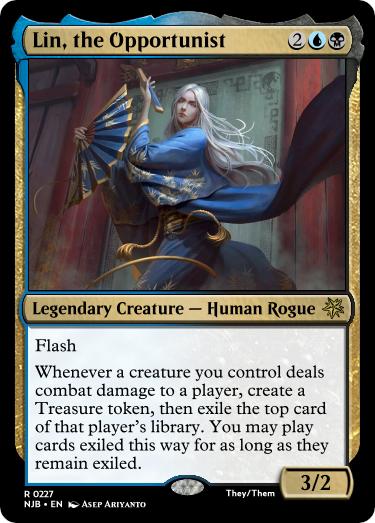 Lin, the Opportunist 2
Legendary Creature — Human Rogue
Flash
Whenever a creature you control deals
combat damage to a player, create a
Treasure token, then exile the top card
of that player's library. You may play
cards exiled this way for as long as they
remain exiled.
3/2
R 0227
NJB • EN Asep Ariyanto
They/Them